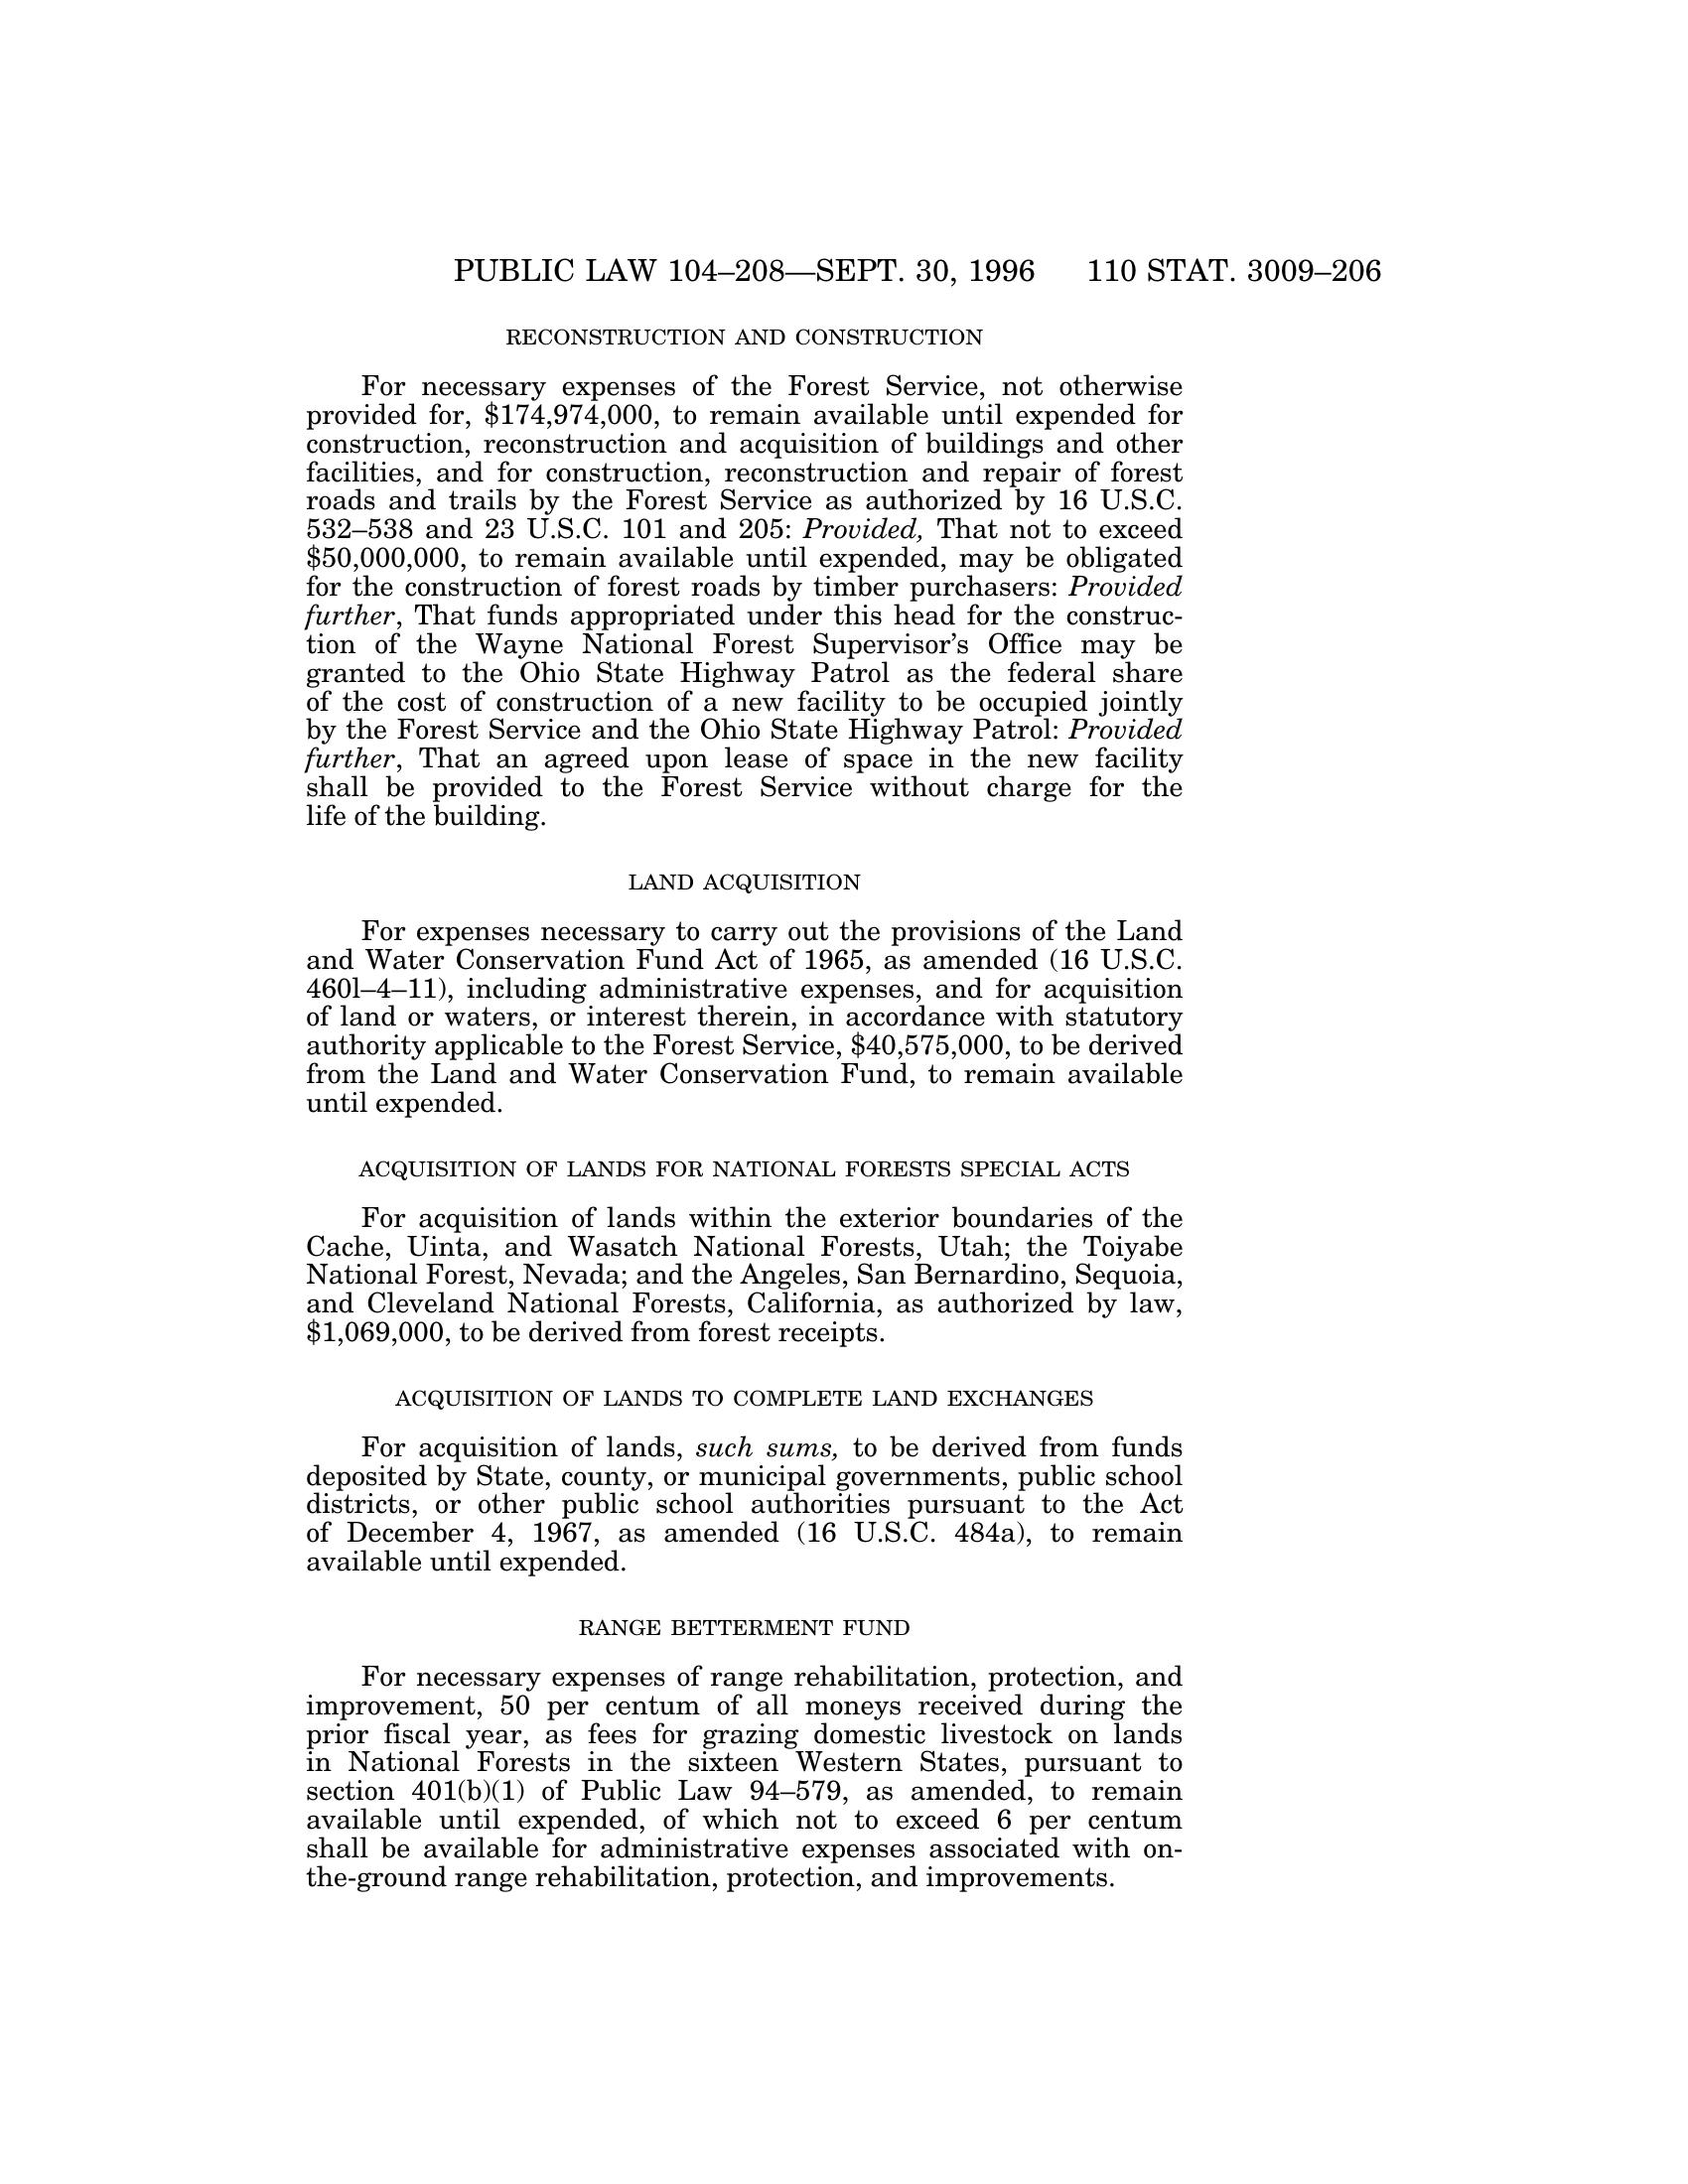 PUBLIC LAW 104–208—SEPT. 30, 1996 110 STAT. 3009–206
RECONSTRUCTION AND CONSTRUCTION
For necessary expenses of the Forest Service, not otherwise
provided for, $174,974,000, to remain available until expended for
construction, reconstruction and acquisition of buildings and other
facilities, and for construction, reconstruction and repair of forest
roads and trails by the Forest Service as authorized by 16 U.S.C.
532–538 and 23 U.S.C. 101 and 205: Provided, That not to exceed
$50,000,000, to remain available until expended, may be obligated
for the construction of forest roads by timber purchasers: Provided
further, That funds appropriated under this head for the construc-
tion of the Wayne National Forest Supervisor’s Office may be
granted to the Ohio State Highway Patrol as the federal share
of the cost of construction of a new facility to be occupied jointly
by the Forest Service and the Ohio State Highway Patrol: Provided
further, That an agreed upon lease of space in the new facility
shall be provided to the Forest Service without charge for the
life of the building.
LAND ACQUISITION
For expenses necessary to carry out the provisions of the Land
and Water Conservation Fund Act of 1965, as amended (16 U.S.C.
460l–4–11), including administrative expenses, and for acquisition
of land or waters, or interest therein, in accordance with statutory
authority applicable to the Forest Service, $40,575,000, to be derived
from the Land and Water Conservation Fund, to remain available
until expended.
ACQUISITION OF LANDS FOR NATIONAL FORESTS SPECIAL ACTS
For acquisition of lands within the exterior boundaries of the
Cache, Uinta, and Wasatch National Forests, Utah; the Toiyabe
National Forest, Nevada; and the Angeles, San Bernardino, Sequoia,
and Cleveland National Forests, California, as authorized by law,
$1,069,000, to be derived from forest receipts.
ACQUISITION OF LANDS TO COMPLETE LAND EXCHANGES
For acquisition of lands, such sums, to be derived from funds
deposited by State, county, or municipal governments, public school
districts, or other public school authorities pursuant to the Act
of December 4, 1967, as amended (16 U.S.C. 484a), to remain
available until expended.
RANGE BETTERMENT FUND
For necessary expenses of range rehabilitation, protection, and
improvement, 50 per centum of all moneys received during the
prior fiscal year, as fees for grazing domestic livestock on lands
in National Forests in the sixteen Western States, pursuant to
section 401(b)(1) of Public Law 94–579, as amended, to remain
available until expended, of which not to exceed 6 per centum
shall be available for administrative expenses associated with on-
the-ground range rehabilitation, protection, and improvements.